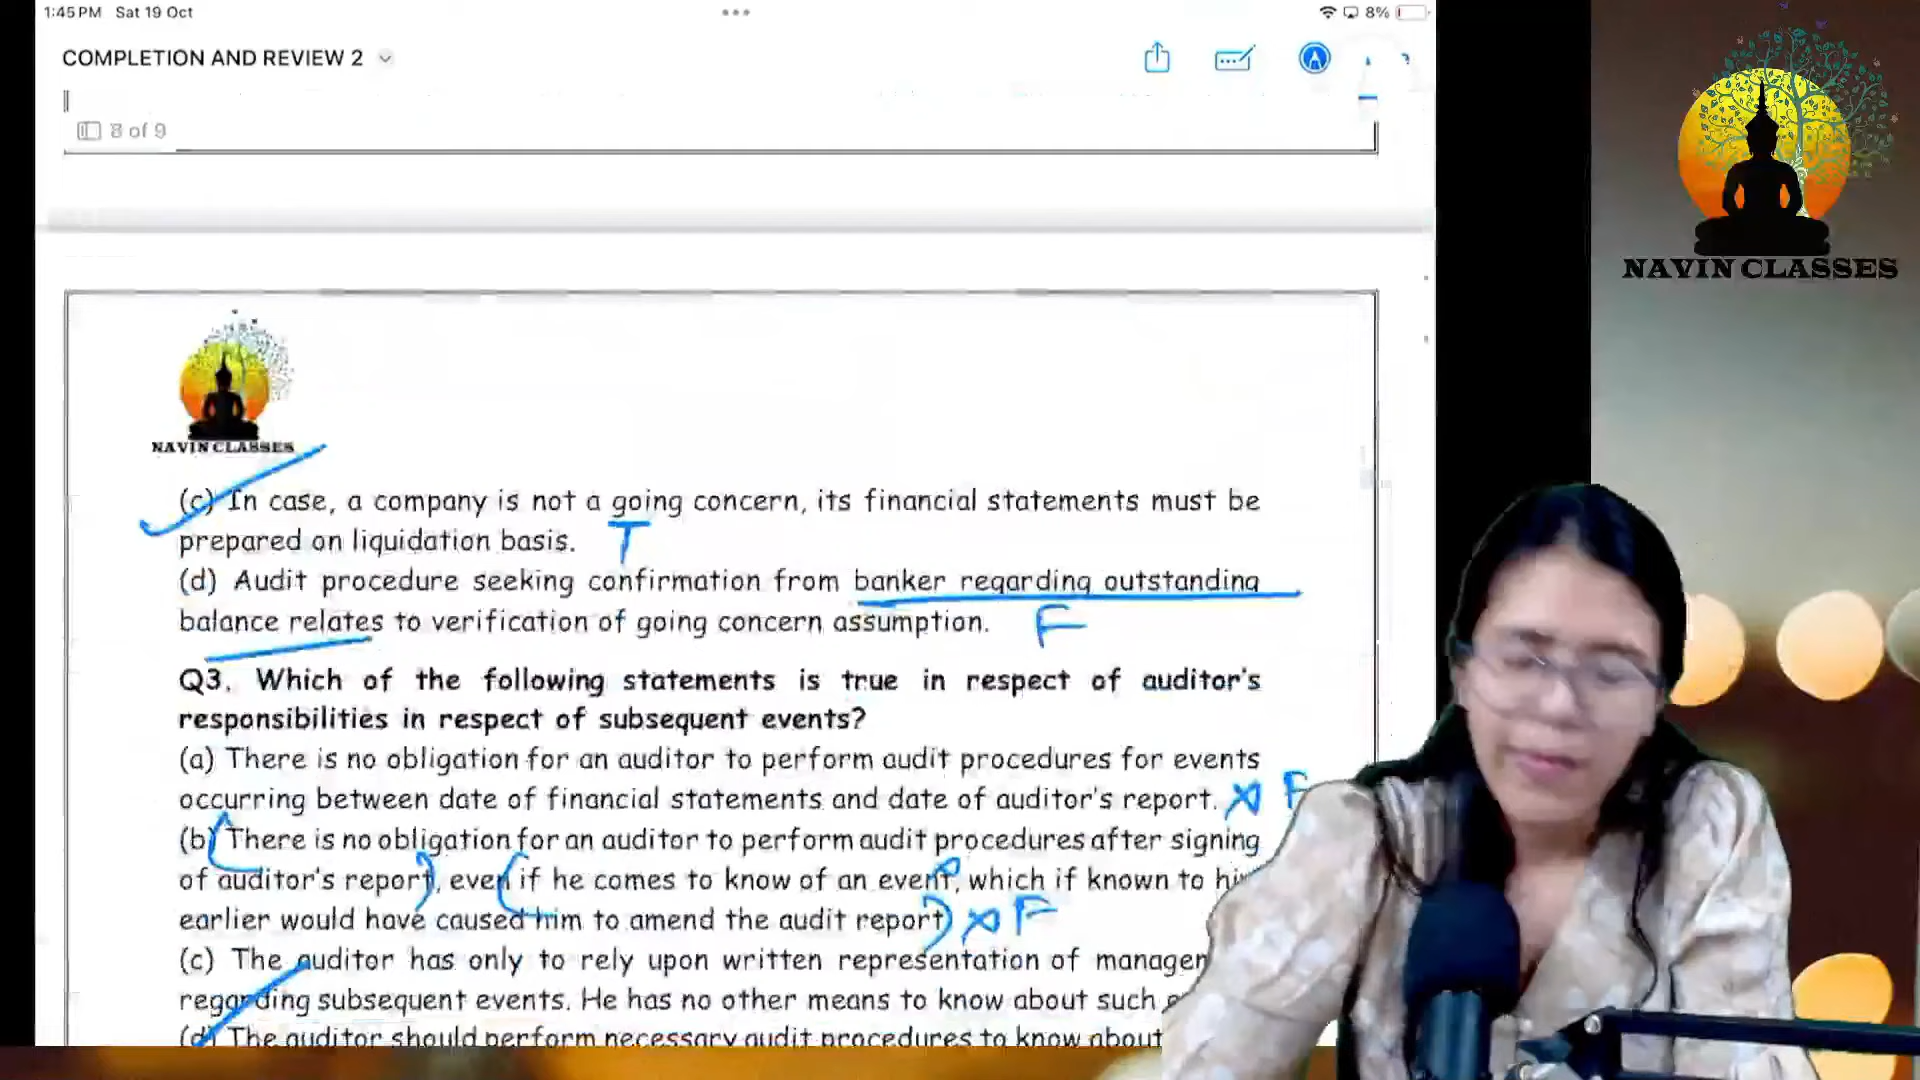 1:45 PM Sat 19 Oct
8%
COMPLETION AND REVIEW 2
8 of 9
NAVIN CLASSES
NAVIN CLASSES
(c) In case, a company is not a going concern, its financial statements must be
prepared on liquidation basis. T
(d) Audit procedure seeking confirmation from banker regarding outstanding
balance relates to verification of going concern assumption. F
Q3. Which of the following statements is true in respect of auditor's
responsibilities in respect of subsequent events?
(a) There is no obligation for an auditor to perform audit procedures for events
occurring between date of financial statements and date of auditor's report. F
(b) There is no obligation for an auditor to perform audit procedures after signing
of auditor's report, even if he comes to know of an event, which if known to
earlier would have caused him to amend the audit report F
(c) The auditor has only to rely upon written representation of
regarding subsequent events. He has no other means to know about such
(d) The auditor should perform necessary audit procedures to know about